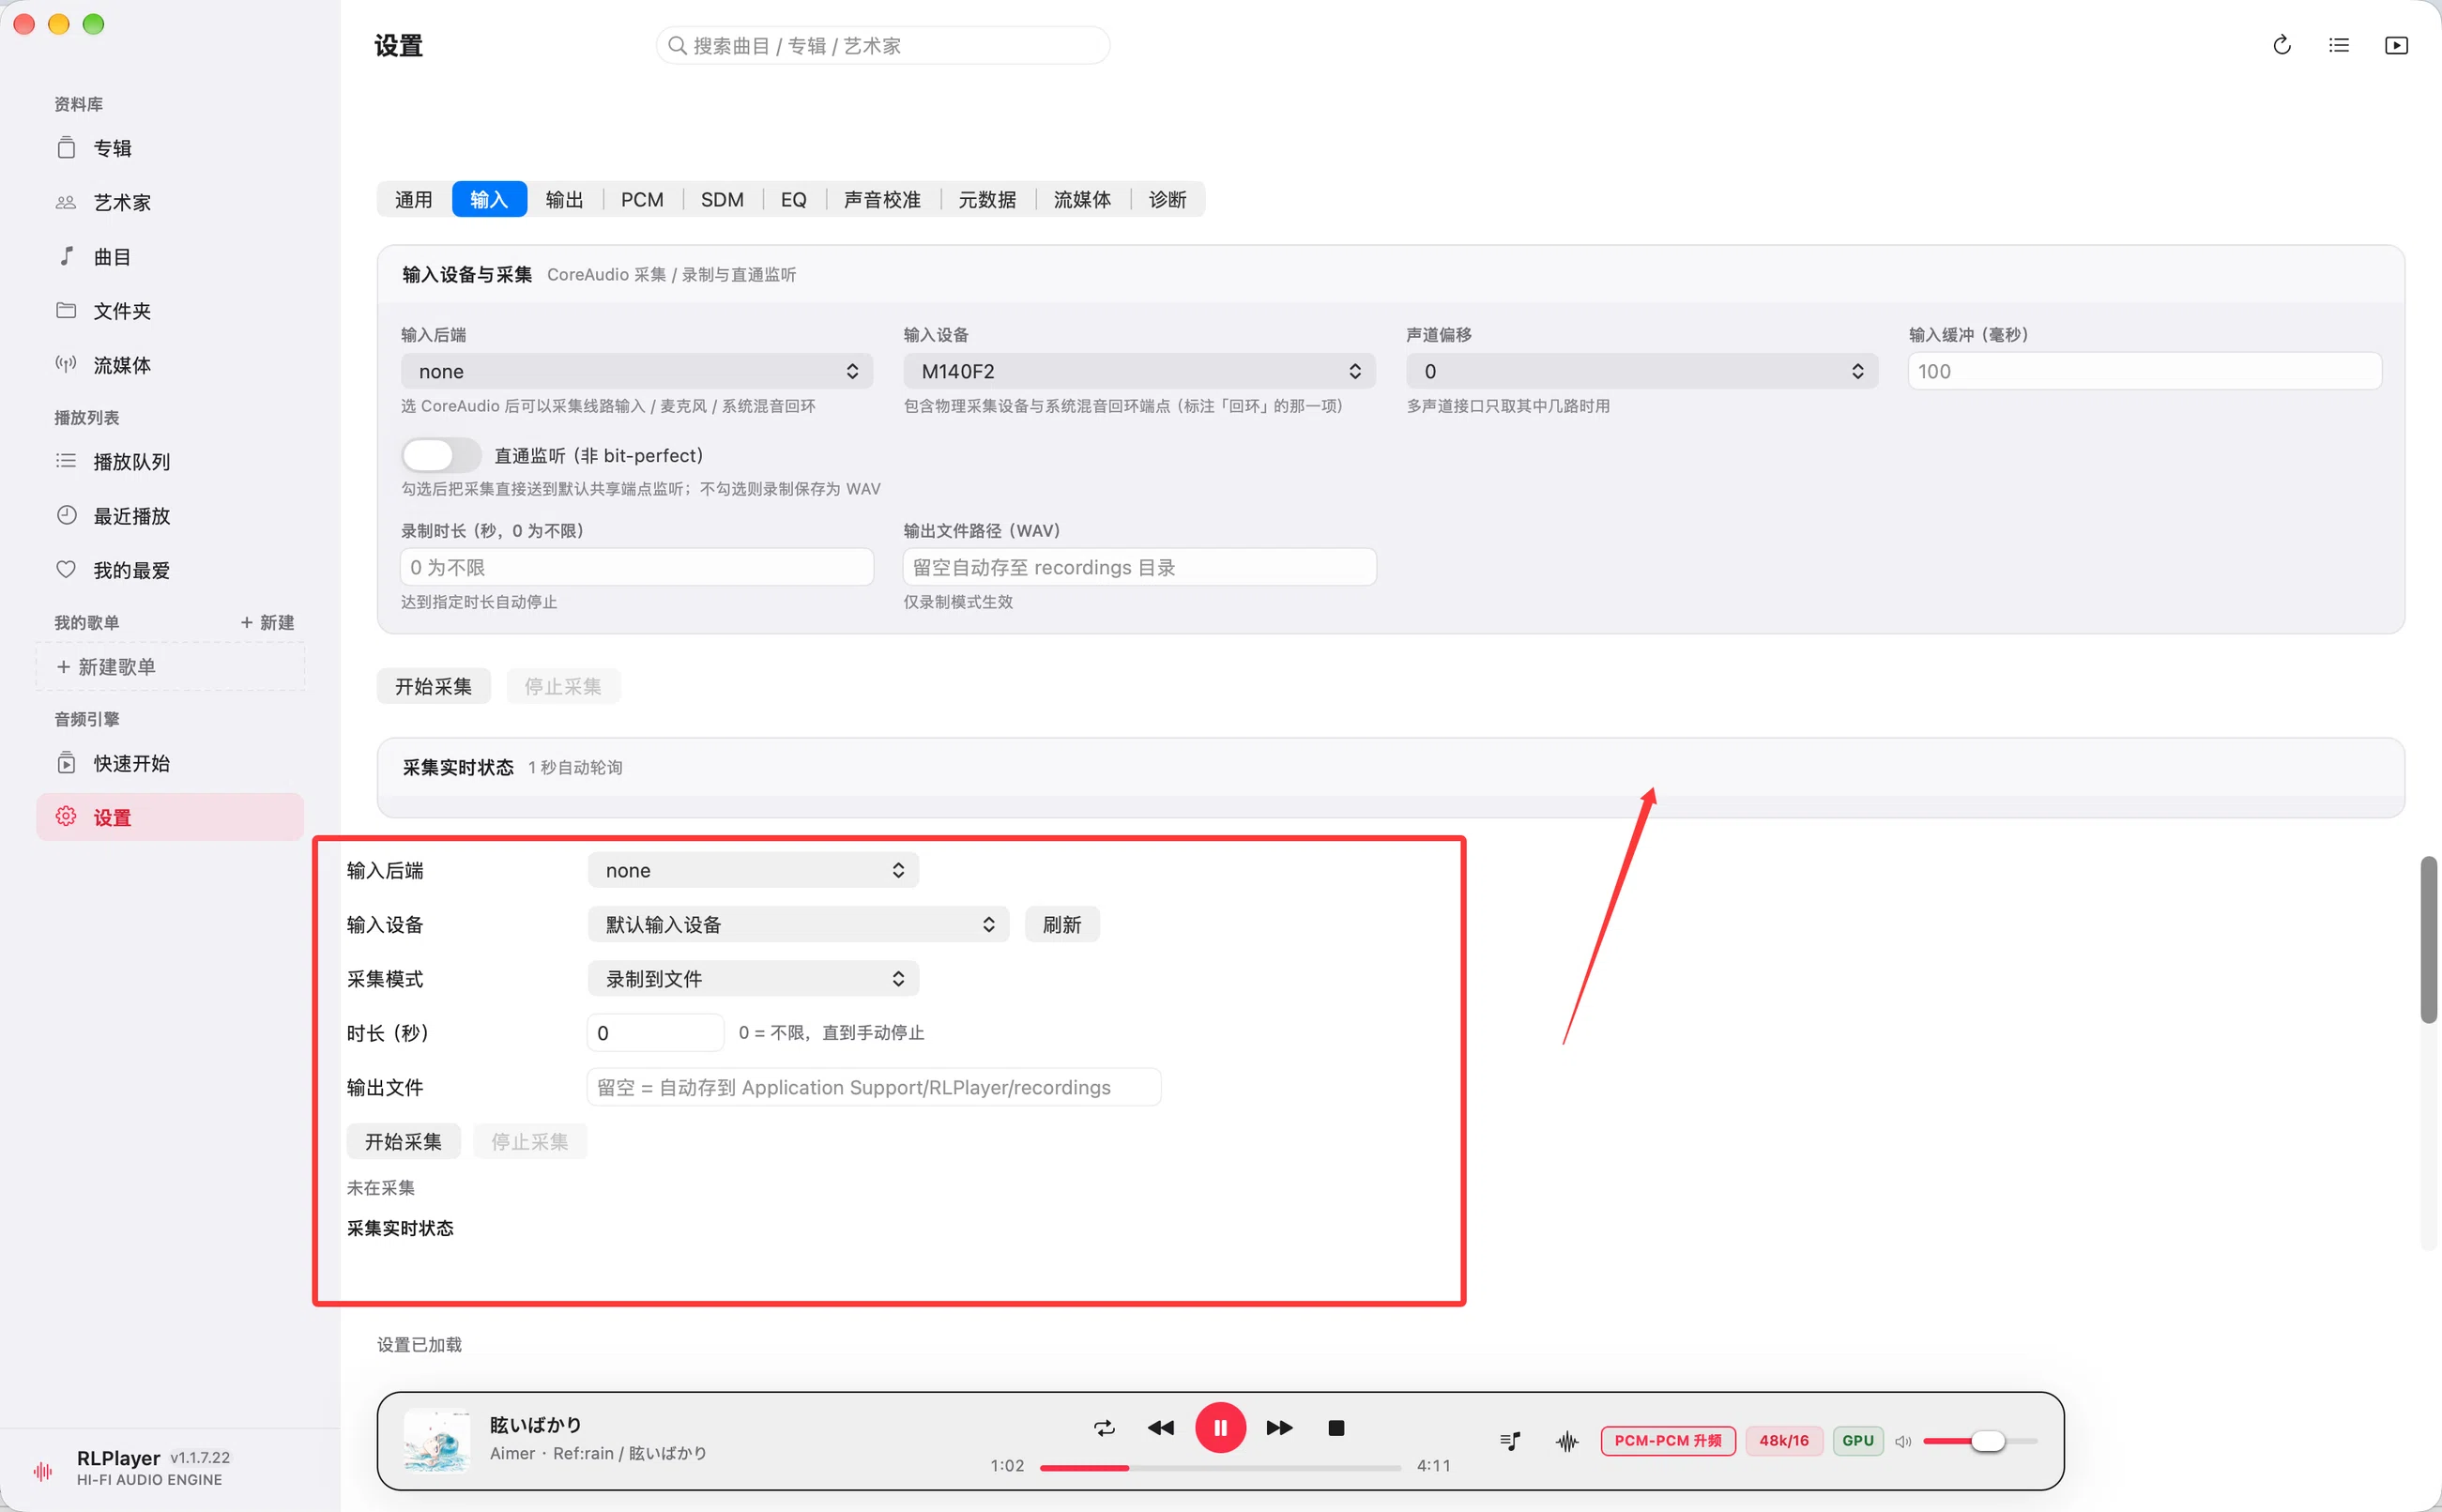 设置
搜索曲目 / 专辑 / 艺术家
资料库
专辑
艺术家
曲目
文件夹
流媒体
播放列表
播放队列
最近播放
我的最爱
我的歌单
+ 新建
+ 新建歌单
音频引擎
快速开始
设置
RLPlayer v1.1.7.22
HI-FI AUDIO ENGINE
通用 输入 输出 PCM SDM EQ 声音校准 元数据 流媒体 诊断
输入设备与采集 CoreAudio 采集 / 录制与直通监听
输入后端 输入设备 声道偏移 输入缓冲（毫秒）
none M140F2 0 100
选 CoreAudio 后可以采集线路输入 / 麦克风 / 系统混音回环 包含物理采集设备与系统混音回环端点（标注「回环」的那一项） 多声道接口只取其中几路时用
直通监听 (非 bit-perfect)
勾选后把采集直接送到默认共享端点监听；不勾选则录制保存为 WAV
录制时长（秒，0 为不限） 输出文件路径（WAV）
0 为不限 留空自动存至 recordings 目录
达到指定时长自动停止 仅录制模式生效
开始采集 停止采集
采集实时状态 1 秒自动轮询
输入后端 none
输入设备 默认输入设备 刷新
采集模式 录制到文件
时长（秒） 0 0 = 不限，直到手动停止
输出文件 留空 = 自动存到 Application Support/RLPlayer/recordings
开始采集 停止采集
未在采集
采集实时状态
设置已加载
眩いばかり
Aimer · Ref:rain / 眩いばかり
1:02 4:11
PCM-PCM 升频 48k/16 GPU